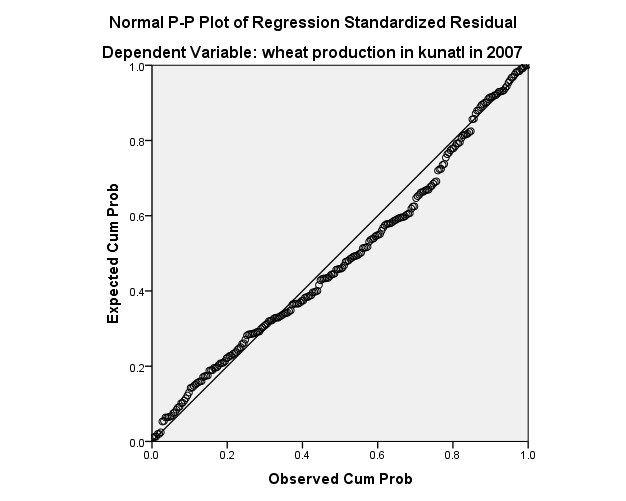 Normal P-P Plot of Regression Standardized Residual
Dependent Variable: wheat production in kunatl in 2007
1.0
0.8
0.6
0.4
0.2
0.0
Expected Cum Prob
0.0 0.2 0.4 0.6 0.8 1.0
Observed Cum Prob